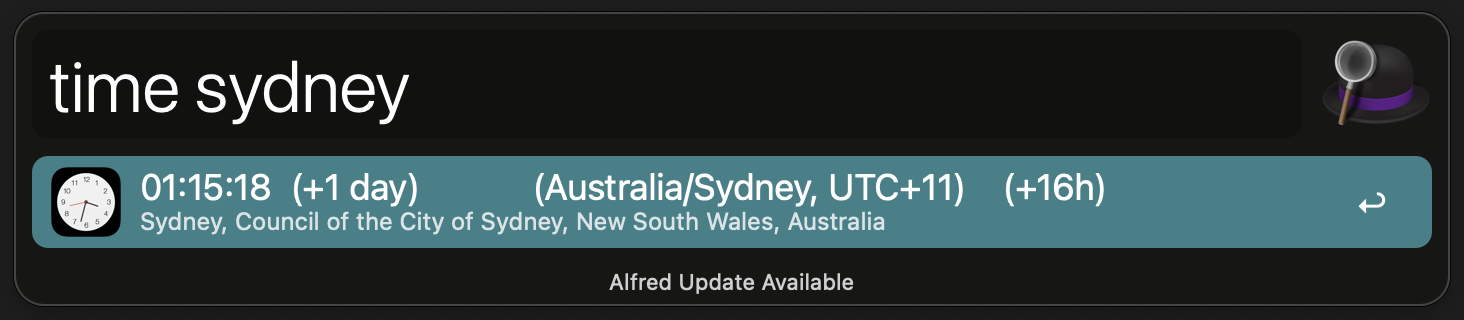 time sydney
01:15:18 (+1 day) (Australia/Sydney, UTC+11) (+16h)
Sydney, Council of the City of Sydney, New South Wales, Australia
Alfred Update Available